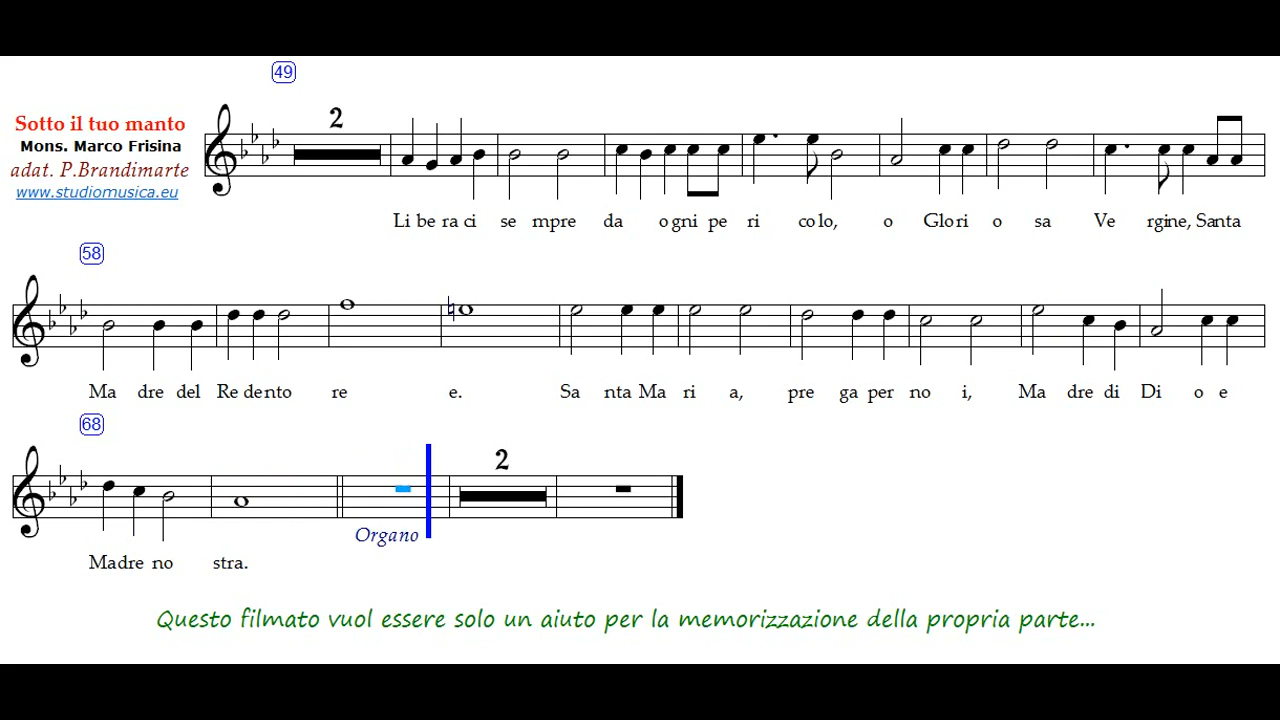 49
Sotto il tuo manto
Mons. Marco Frisina
adat. P.Brandimarte
www.studiomusica.eu
2
Li be ra ci se mpre da o gni pe ri co lo, o Glo ri o sa Ve rgine, Santa
58
Ma dre del Re dento re e. Sa nta Ma ri a, pre ga per no i, Ma dre di Di o e
68
2
Organo
Madre no stra.
Questo filmato vuol essere solo un aiuto per la memorizzazione della propria parte...